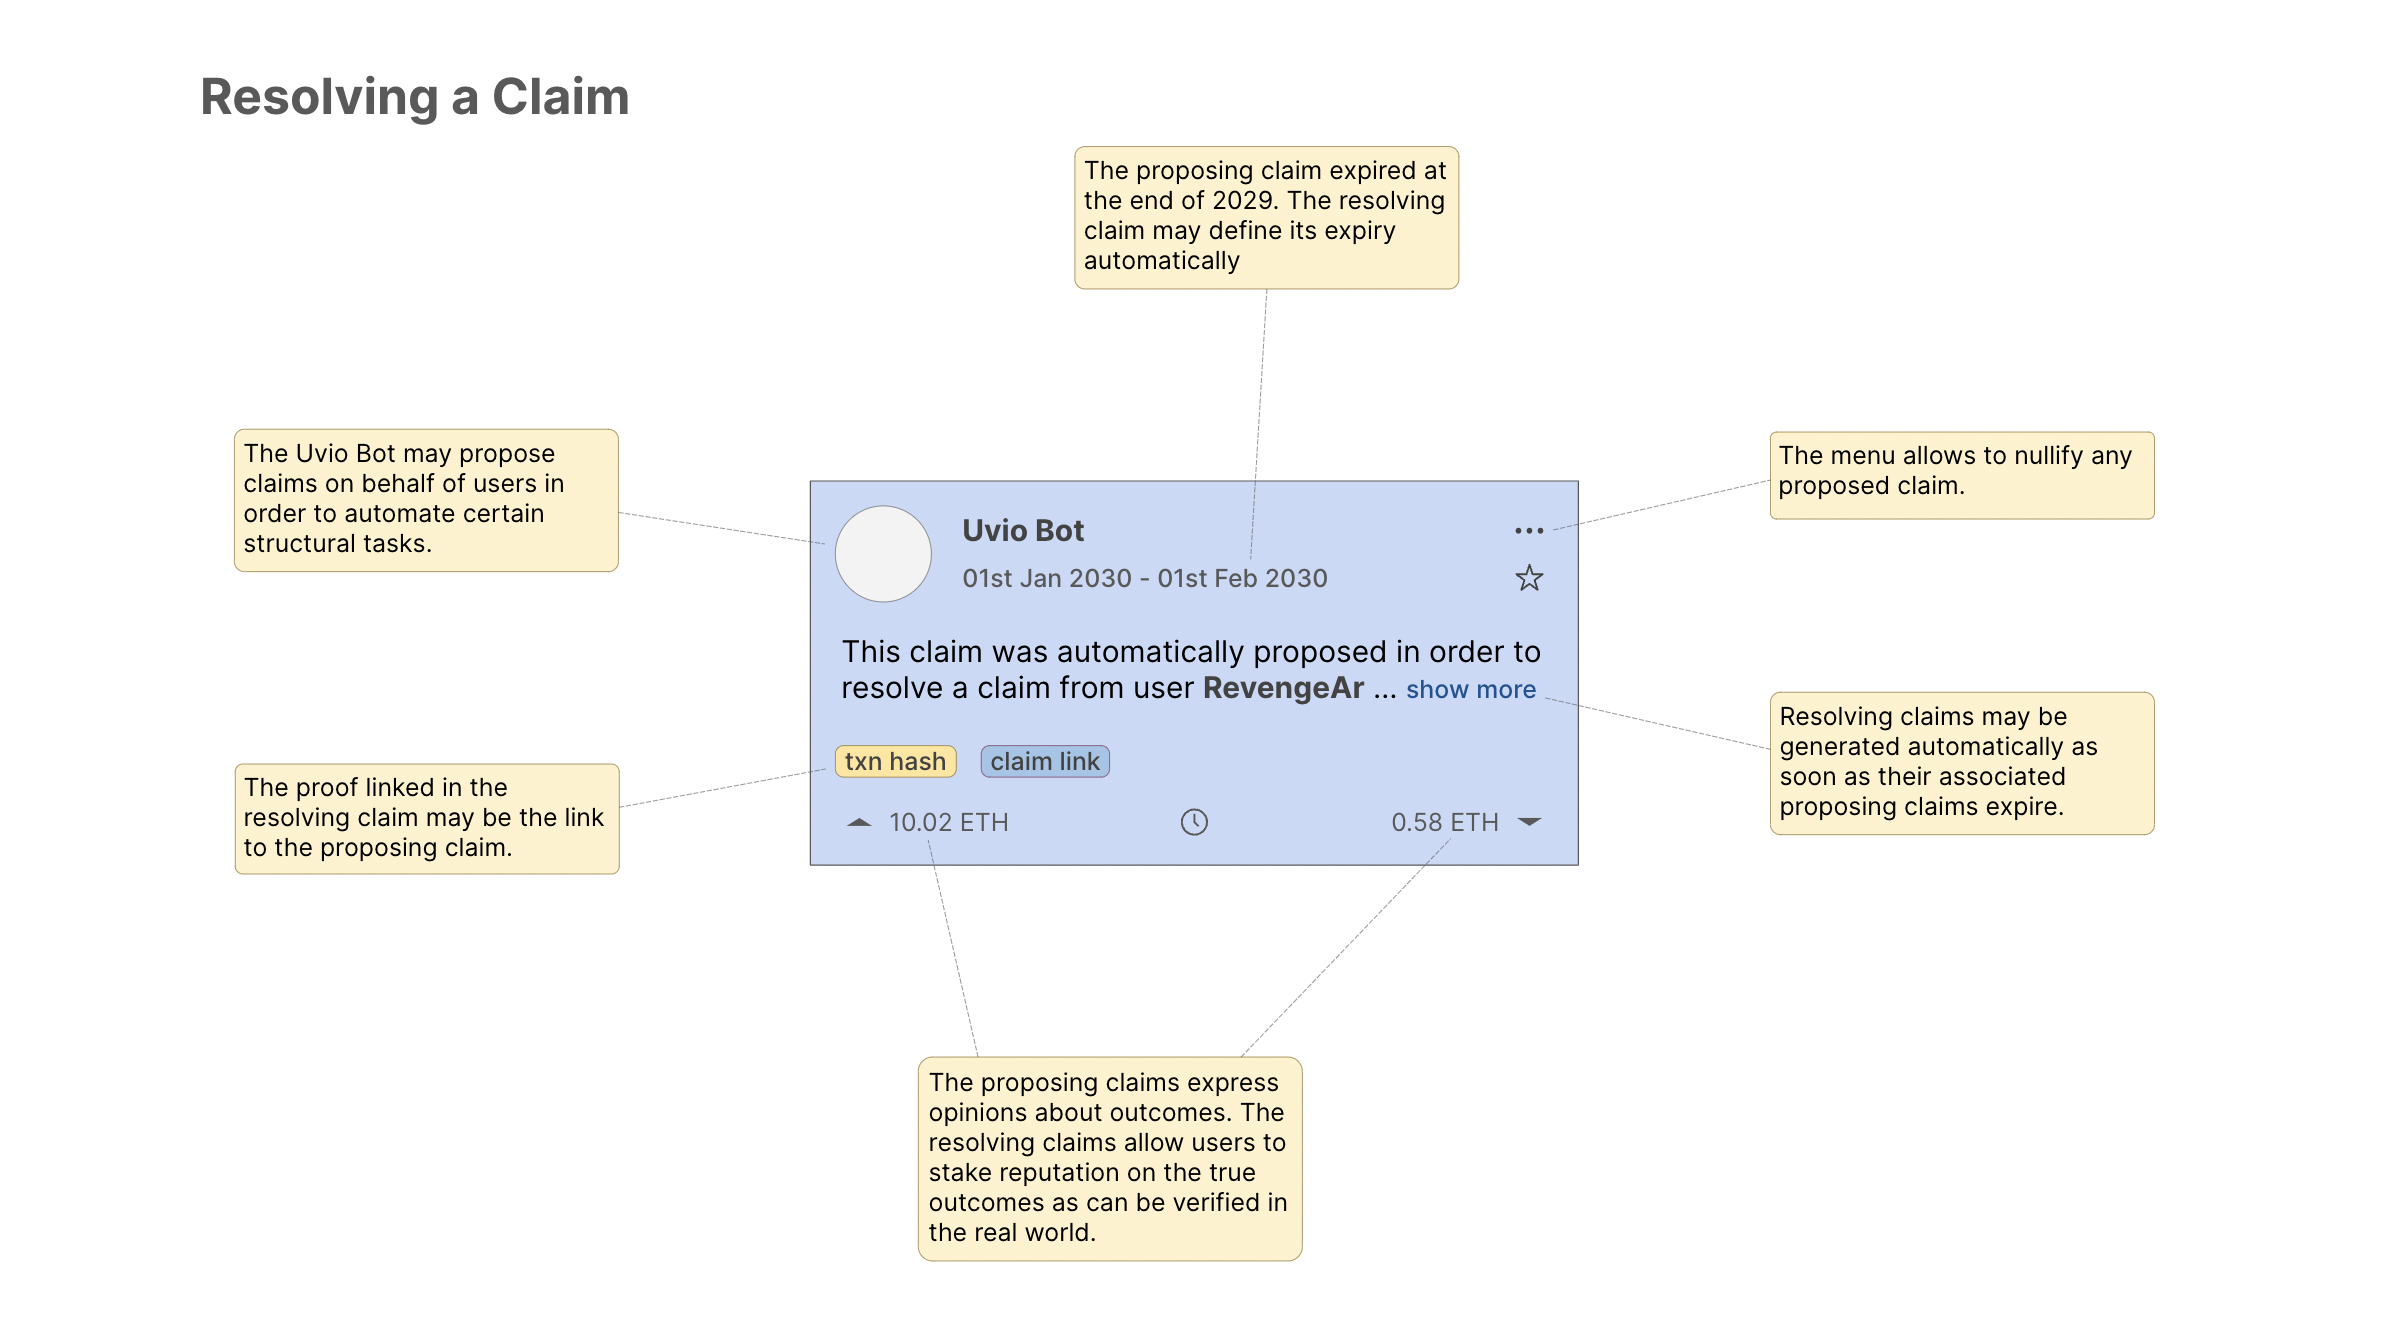 Resolving a Claim
The proposing claim expired at
the end of 2029. The resolving
claim may define its expiry
automatically
The Uvio Bot may propose
claims on behalf of users in
order to automate certain
structural tasks.
The menu allows to nullify any
proposed claim.
Uvio Bot
01st Jan 2030 - 01st Feb 2030
This claim was automatically proposed in order to
resolve a claim from user RevengeAr ... show more
txn hash claim link
10.02 ETH 0.58 ETH
Resolving claims may be
generated automatically as
soon as their associated
proposing claims expire.
The proof linked in the
resolving claim may be the link
to the proposing claim.
The proposing claims express
opinions about outcomes. The
resolving claims allow users to
stake reputation on the true
outcomes as can be verified in
the real world.